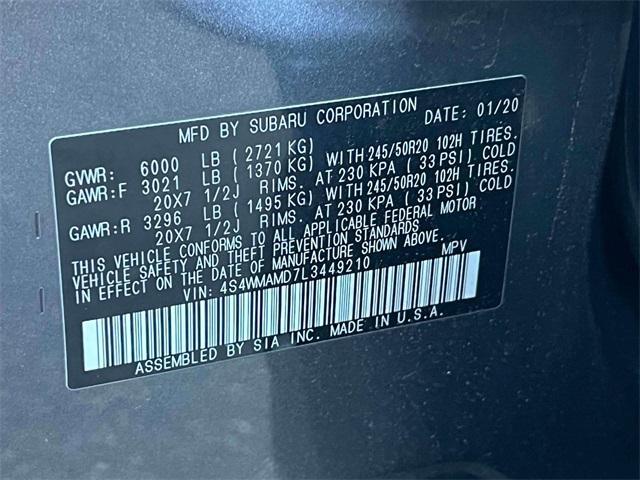 MFD BY SUBARU CORPORATION DATE: 01/20
GVWR: 6000 LB ( 2721 KG)
GAWR:F 3021 LB ( 1370 KG) WITH 245/50R20 102H TIRES.
20X7 1/2J RIMS. AT 230 KPA ( 33 PSI) COLD
GAWR:R 3296 LB ( 1495 KG) WITH 245/50R20 102H TIRES.
20X7 1/2J RIMS. AT 230 KPA ( 33 PSI) COLD
THIS VEHICLE CONFORMS TO ALL APPLICABLE FEDERAL MOTOR
VEHICLE SAFETY AND THEFT PREVENTION STANDARDS
IN EFFECT ON THE DATE OF MANUFACTURE SHOWN ABOVE.
VIN: 4S4WMAMD7L3449210 MPV
ASSEMBLED BY SIA INC. MADE IN U.S.A.